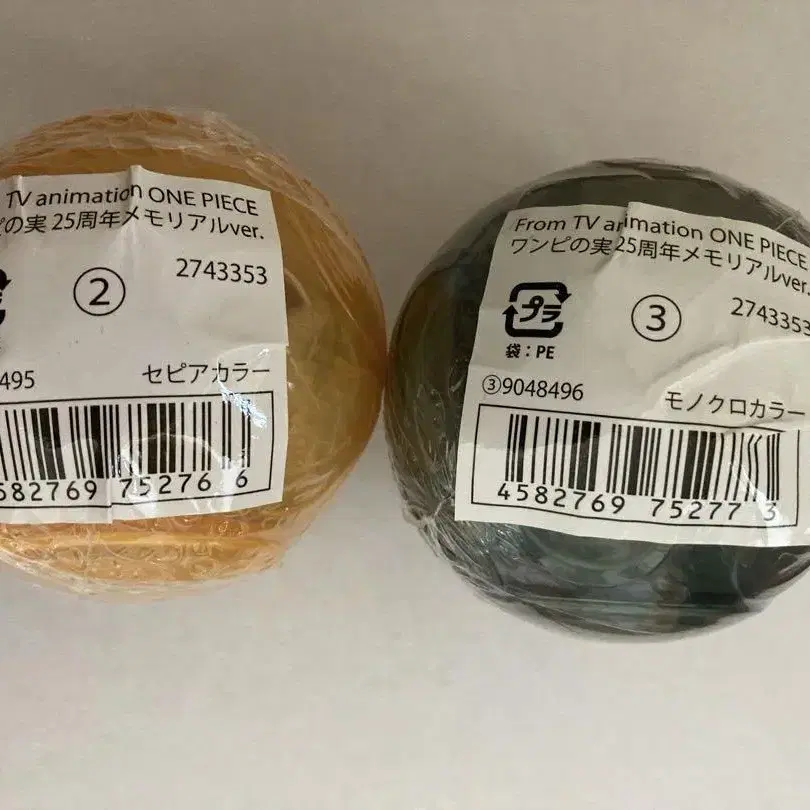 TV animation ONE PIECE
ピの実 25周年メモリアルver.
②
2743353
495
セピアカラー
582769 75276 6
From TV animation ONE PIECE
ワンピの実 25周年メモリアルver.
プラ
袋：PE
③
2743353
③9048496
モノクロカラー
4582769 75277 3